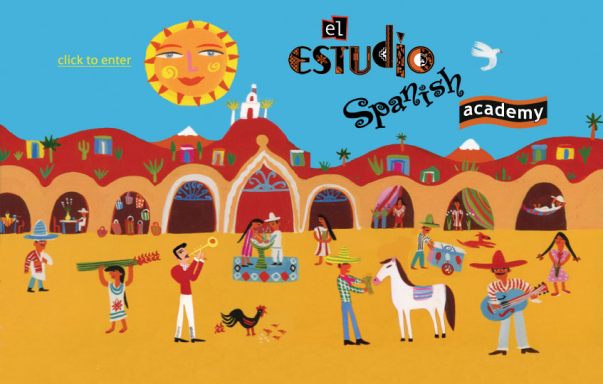 click to enter
el
ESTUDIO
Spanish
academy